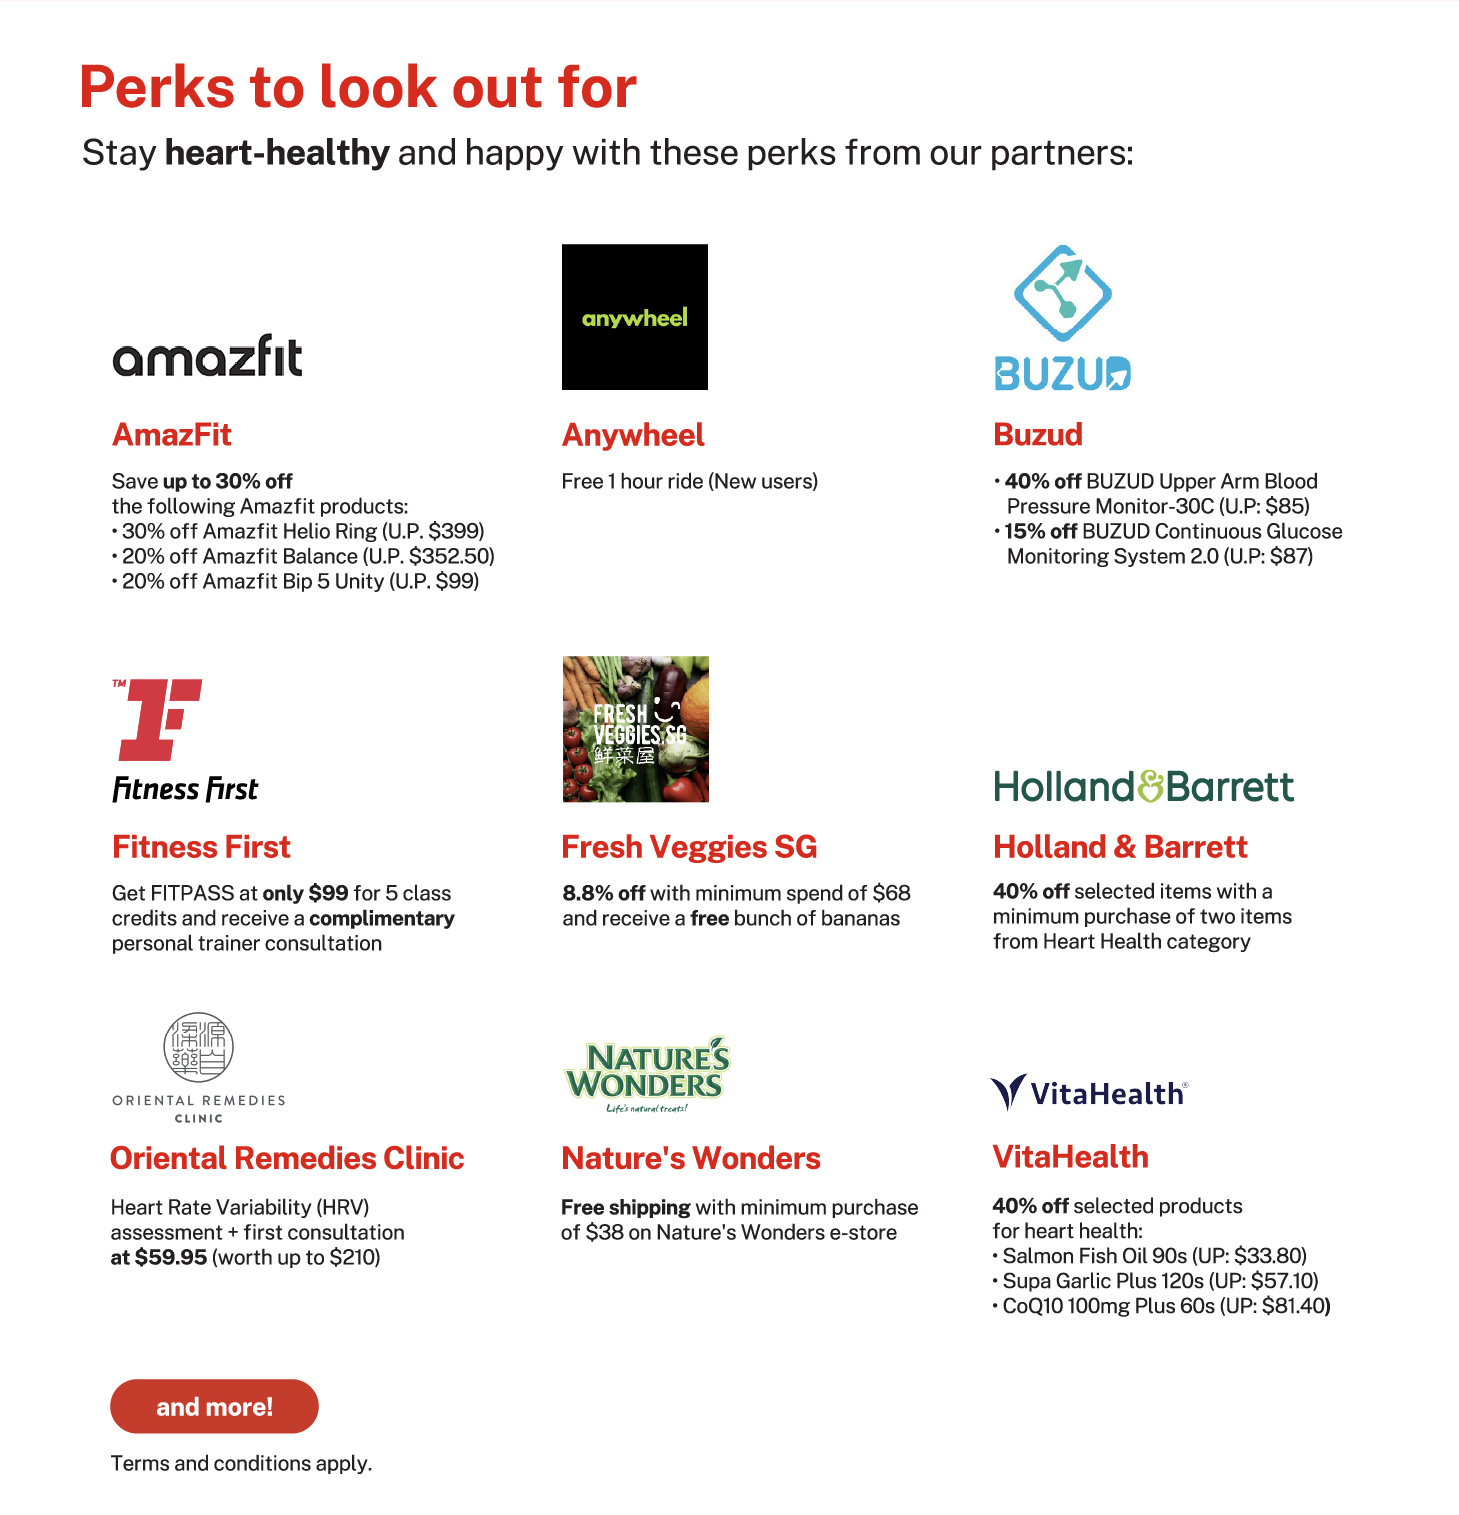 Perks to look out for
Stay heart-healthy and happy with these perks from our partners:
amazfit
AmazFit
Save up to 30% off
the following Amazfit products:
• 30% off Amazfit Helio Ring (U.P. $399)
• 20% off Amazfit Balance (U.P. $352.50)
• 20% off Amazfit Bip 5 Unity (U.P. $99)
anywheel
Anywheel
Free 1 hour ride (New users)
BUZUD
Buzud
• 40% off BUZUD Upper Arm Blood
Pressure Monitor-30C (U.P: $85)
• 15% off BUZUD Continuous Glucose
Monitoring System 2.0 (U.P: $87)
TM
Fitness First
Fitness First
Get FITPASS at only $99 for 5 class
credits and receive a complimentary
personal trainer consultation
FRESH
VEGGIES.SG
鲜菜屋
Fresh Veggies SG
8.8% off with minimum spend of $68
and receive a free bunch of bananas
Holland&Barrett
Holland & Barrett
40% off selected items with a
minimum purchase of two items
from Heart Health category
ORIENTAL REMEDIES
CLINIC
Oriental Remedies Clinic
Heart Rate Variability (HRV)
assessment + first consultation
at $59.95 (worth up to $210)
NATURE'S
WONDERS
Life's natural treats!
Nature's Wonders
Free shipping with minimum purchase
of $38 on Nature's Wonders e-store
VitaHealth®
VitaHealth
40% off selected products
for heart health:
• Salmon Fish Oil 90s (UP: $33.80)
• Supa Garlic Plus 120s (UP: $57.10)
• CoQ10 100mg Plus 60s (UP: $81.40)
and more!
Terms and conditions apply.